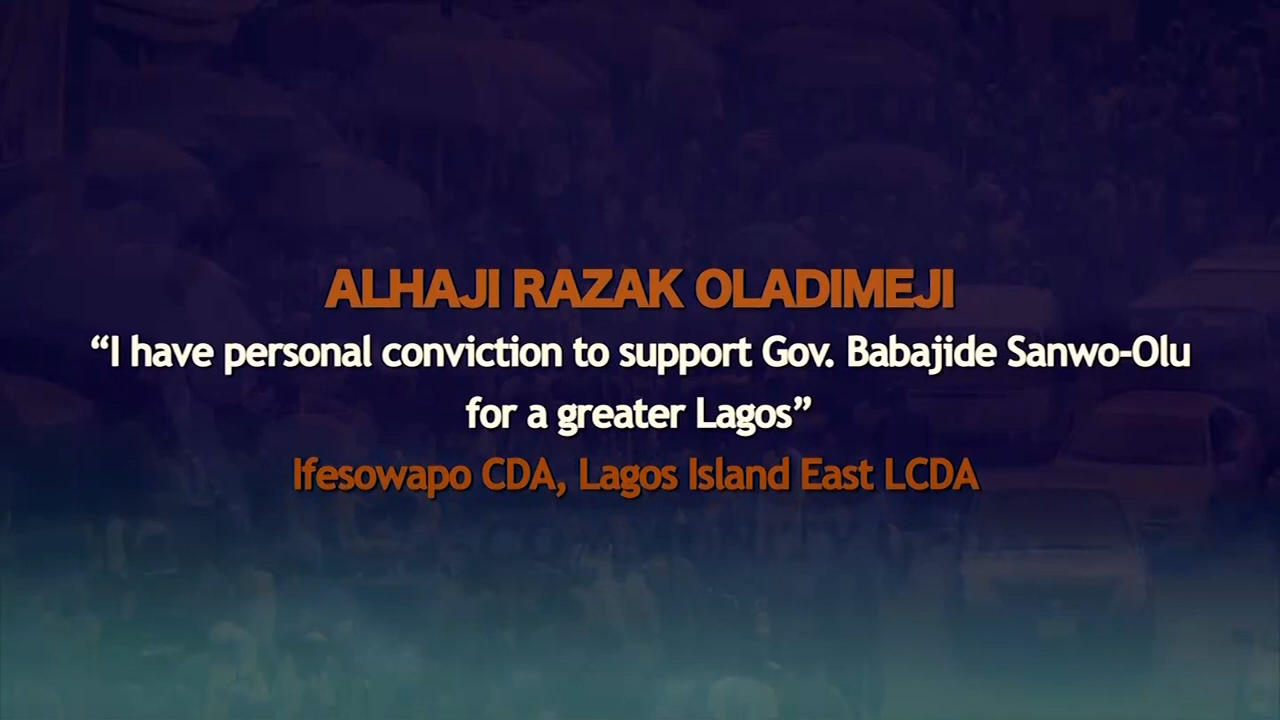 ALHAJI RAZAK OLADIMEJI
“I have personal conviction to support Gov. Babajide Sanwo-Olu
for a greater Lagos”
Ifesowapo CDA, Lagos Island East LCDA